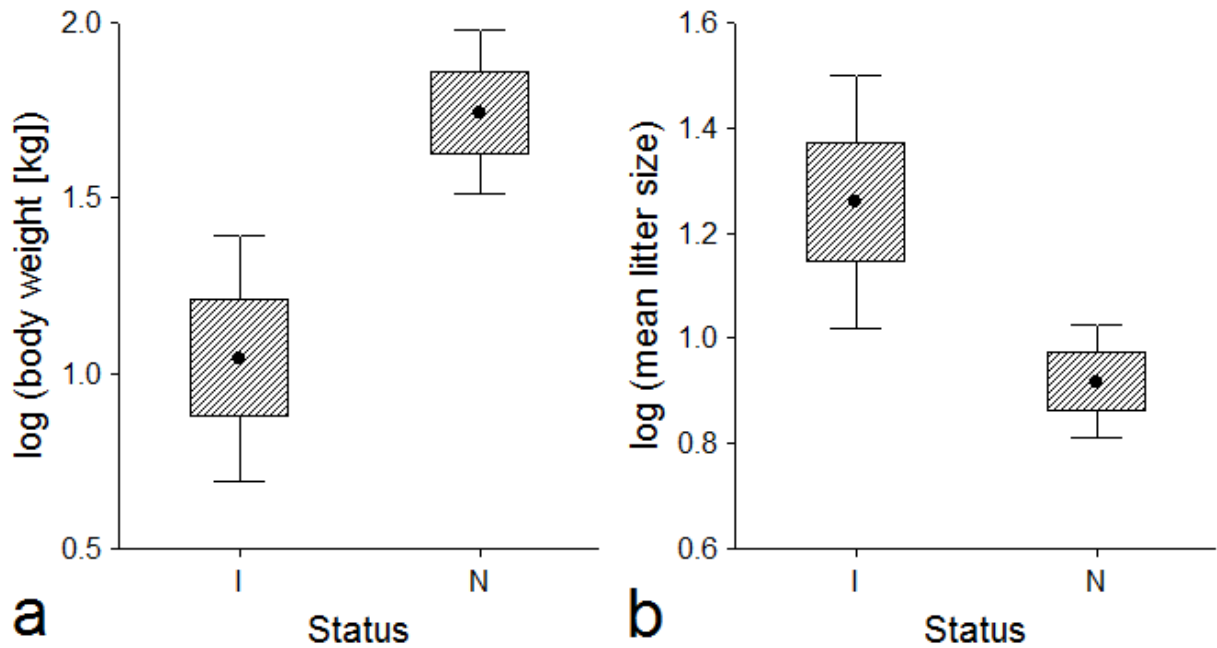 log (body weight [kg])
2.0
1.5
1.0
0.5
I
N
Status
a
log (mean litter size)
1.6
1.4
1.2
1.0
0.8
0.6
I
N
Status
b